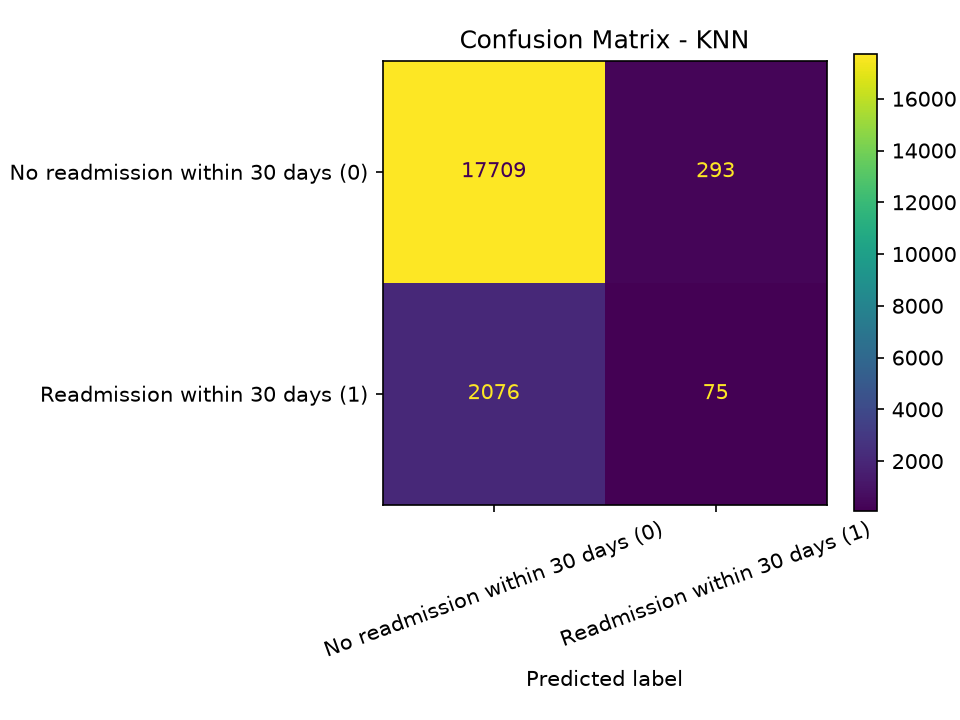 Confusion Matrix - KNN
No readmission within 30 days (0)
17709
293
Readmission within 30 days (1)
2076
75
No readmission within 30 days (0)
Readmission within 30 days (1)
Predicted label
16000
14000
12000
10000
8000
6000
4000
2000